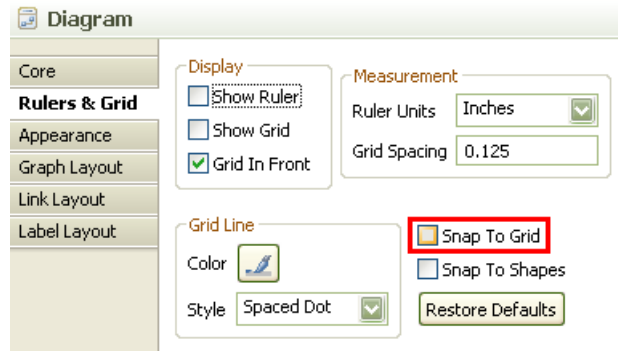 Diagram
Core
Rulers & Grid
Appearance
Graph Layout
Link Layout
Label Layout
Display
Show Ruler
Show Grid
Grid In Front
Measurement
Ruler Units Inches
Grid Spacing 0.125
Grid Line
Color
Style Spaced Dot
Snap To Grid
Snap To Shapes
Restore Defaults